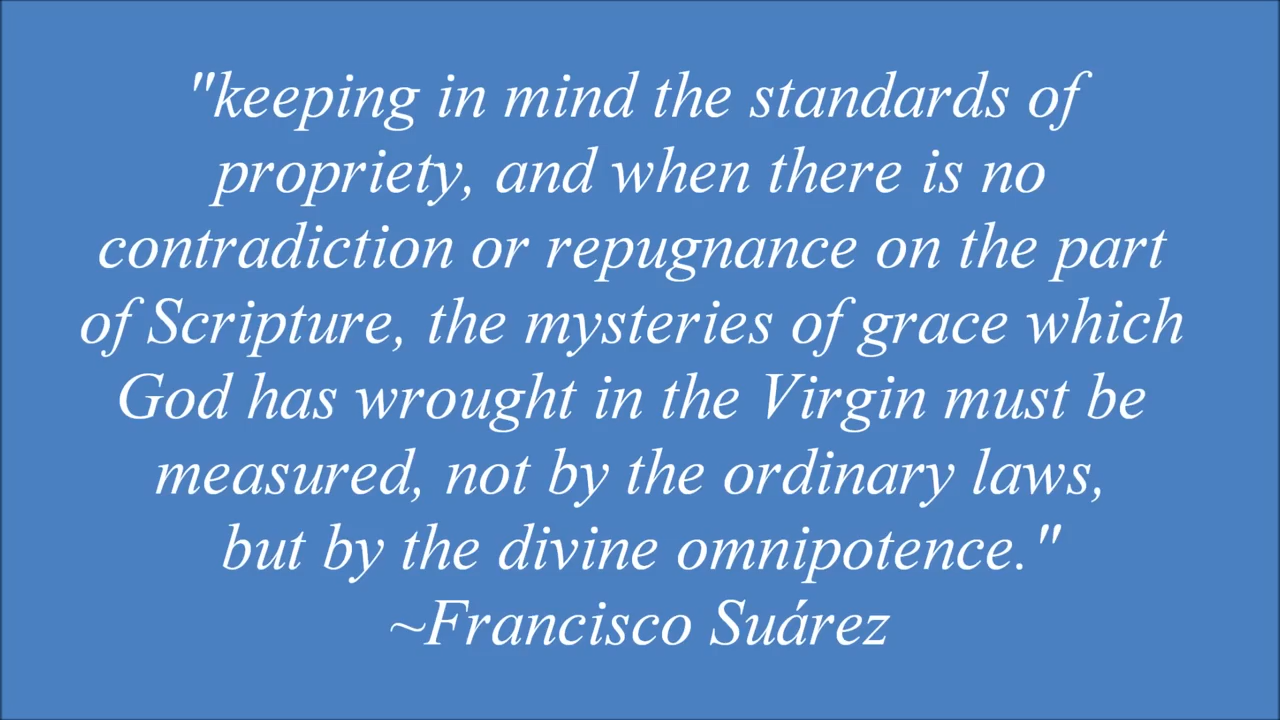 "keeping in mind the standards of
propriety, and when there is no
contradiction or repugnance on the part
of Scripture, the mysteries of grace which
God has wrought in the Virgin must be
measured, not by the ordinary laws,
but by the divine omnipotence."
~Francisco Suárez